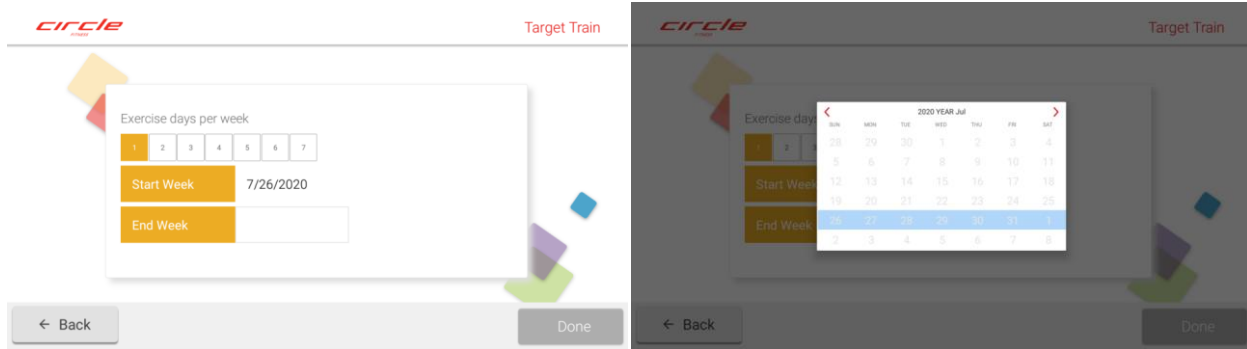 circle
FITNESS
Target Train
Exercise days per week
1 2 3 4 5 6 7
Start Week 7/26/2020
End Week
← Back
Done
circle
FITNESS
Target Train
Exercise days
1 2 3
Start Week
End Week
2020 YEAR Jul
SUN MON TUE WED THU FRI SAT
28 29 30 1 2 3 4
5 6 7 8 9 10 11
12 13 14 15 16 17 18
19 20 21 22 23 24 25
26 27 28 29 30 31 1
2 3 4 5 6 7 8
← Back
Done